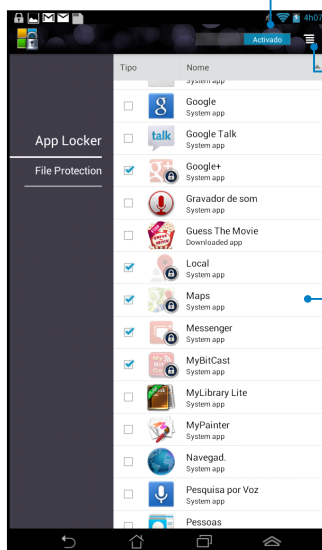 4h07
Activado
Tipo Nome
System app
Google
System app
App Locker
File Protection
talk
Google Talk
System app
Google+
System app
Gravador de som
System app
Guess The Movie
Downloaded app
Local
System app
Maps
System app
Messenger
System app
MyBitCast
System app
MyLibrary Lite
System app
MyPainter
System app
Navegad.
System app
Pesquisa por Voz
System app
Pessoas